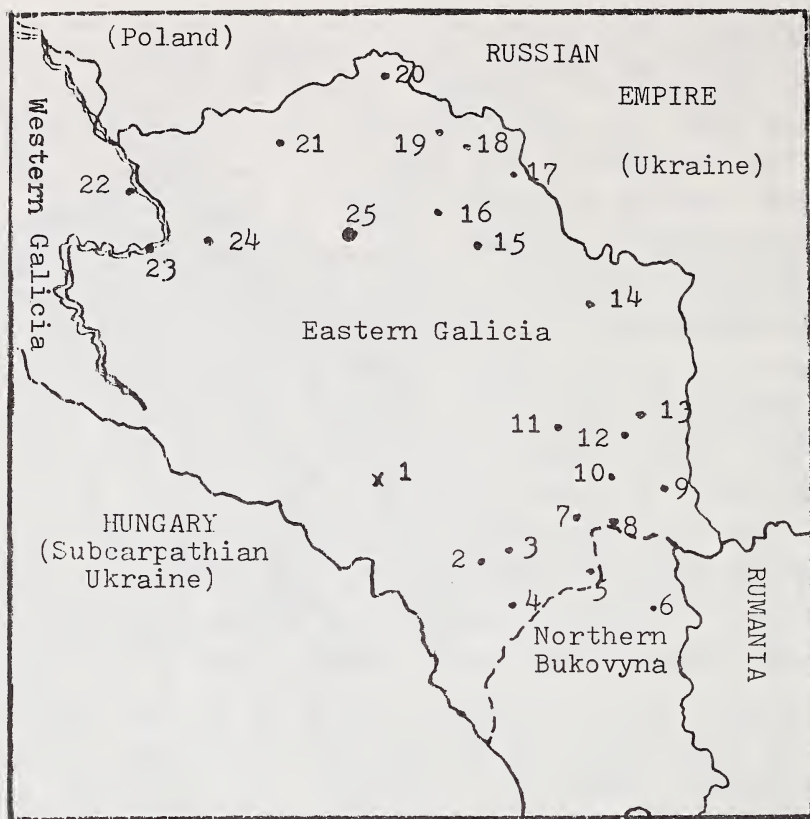 (Poland)
RUSSIAN
EMPIRE
(Ukraine)
Western Galicia
20
21
19
18
17
22
25
16
24
23
15
14
Eastern Galicia
13
11
12
1
10
9
7
8
HUNGARY
(Subcarpathian
Ukraine)
2
3
5
4
6
Northern
Bukovyna
RUMANIA